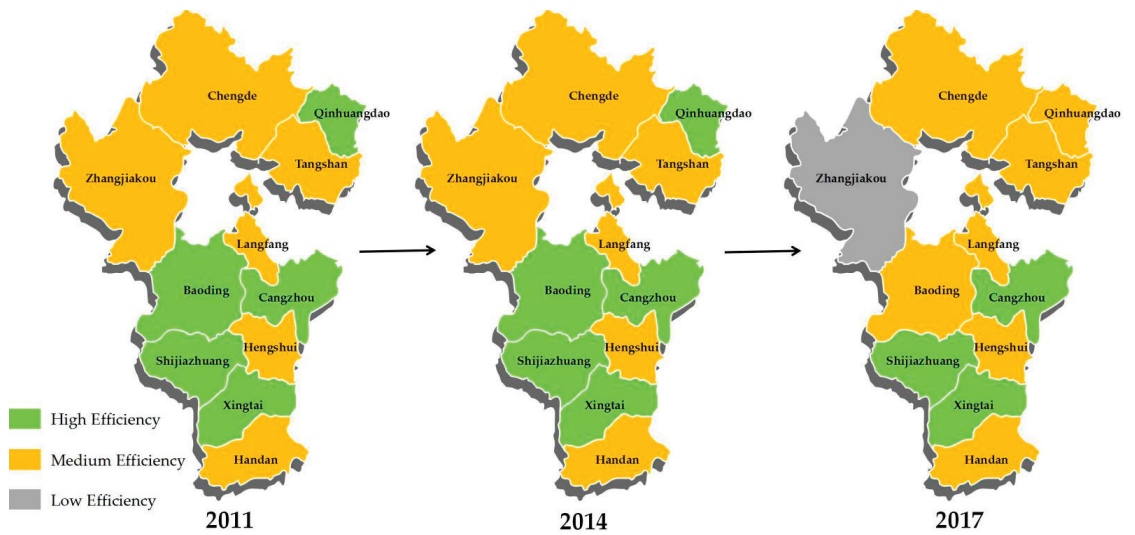 Chengde
Qinhuangdao
Tangshan
Zhangjiakou
Langfang
Baoding
Cangzhou
Hengshui
Shijiazhuang
Xingtai
Handan
2011
Chengde
Qinhuangdao
Tangshan
Zhangjiakou
Langfang
Baoding
Cangzhou
Hengshui
Shijiazhuang
Xingtai
Handan
2014
Chengde
Qinhuangdao
Tangshan
Zhangjiakou
Langfang
Baoding
Cangzhou
Hengshui
Shijiazhuang
Xingtai
Handan
2017
High Efficiency
Medium Efficiency
Low Efficiency